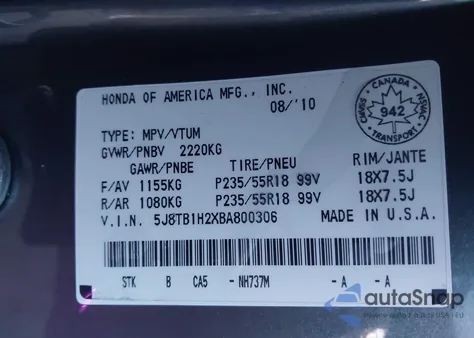 HONDA OF AMERICA MFG., INC.
08/'10
CANADA
CMVSS NSVAC
942
TRANSPORT
TYPE: MPV/VTUM
GVWR/PNBV 2220KG
GAWR/PNBE TIRE/PNEU RIM/JANTE
F/AV 1155KG P235/55R18 99V 18X7.5J
R/AR 1080KG P235/55R18 99V 18X7.5J
V.I.N. 5J8TB1H2XBA800306 MADE IN U.S.A.
STK B CA5 -NH737M -A -A
autoSnap